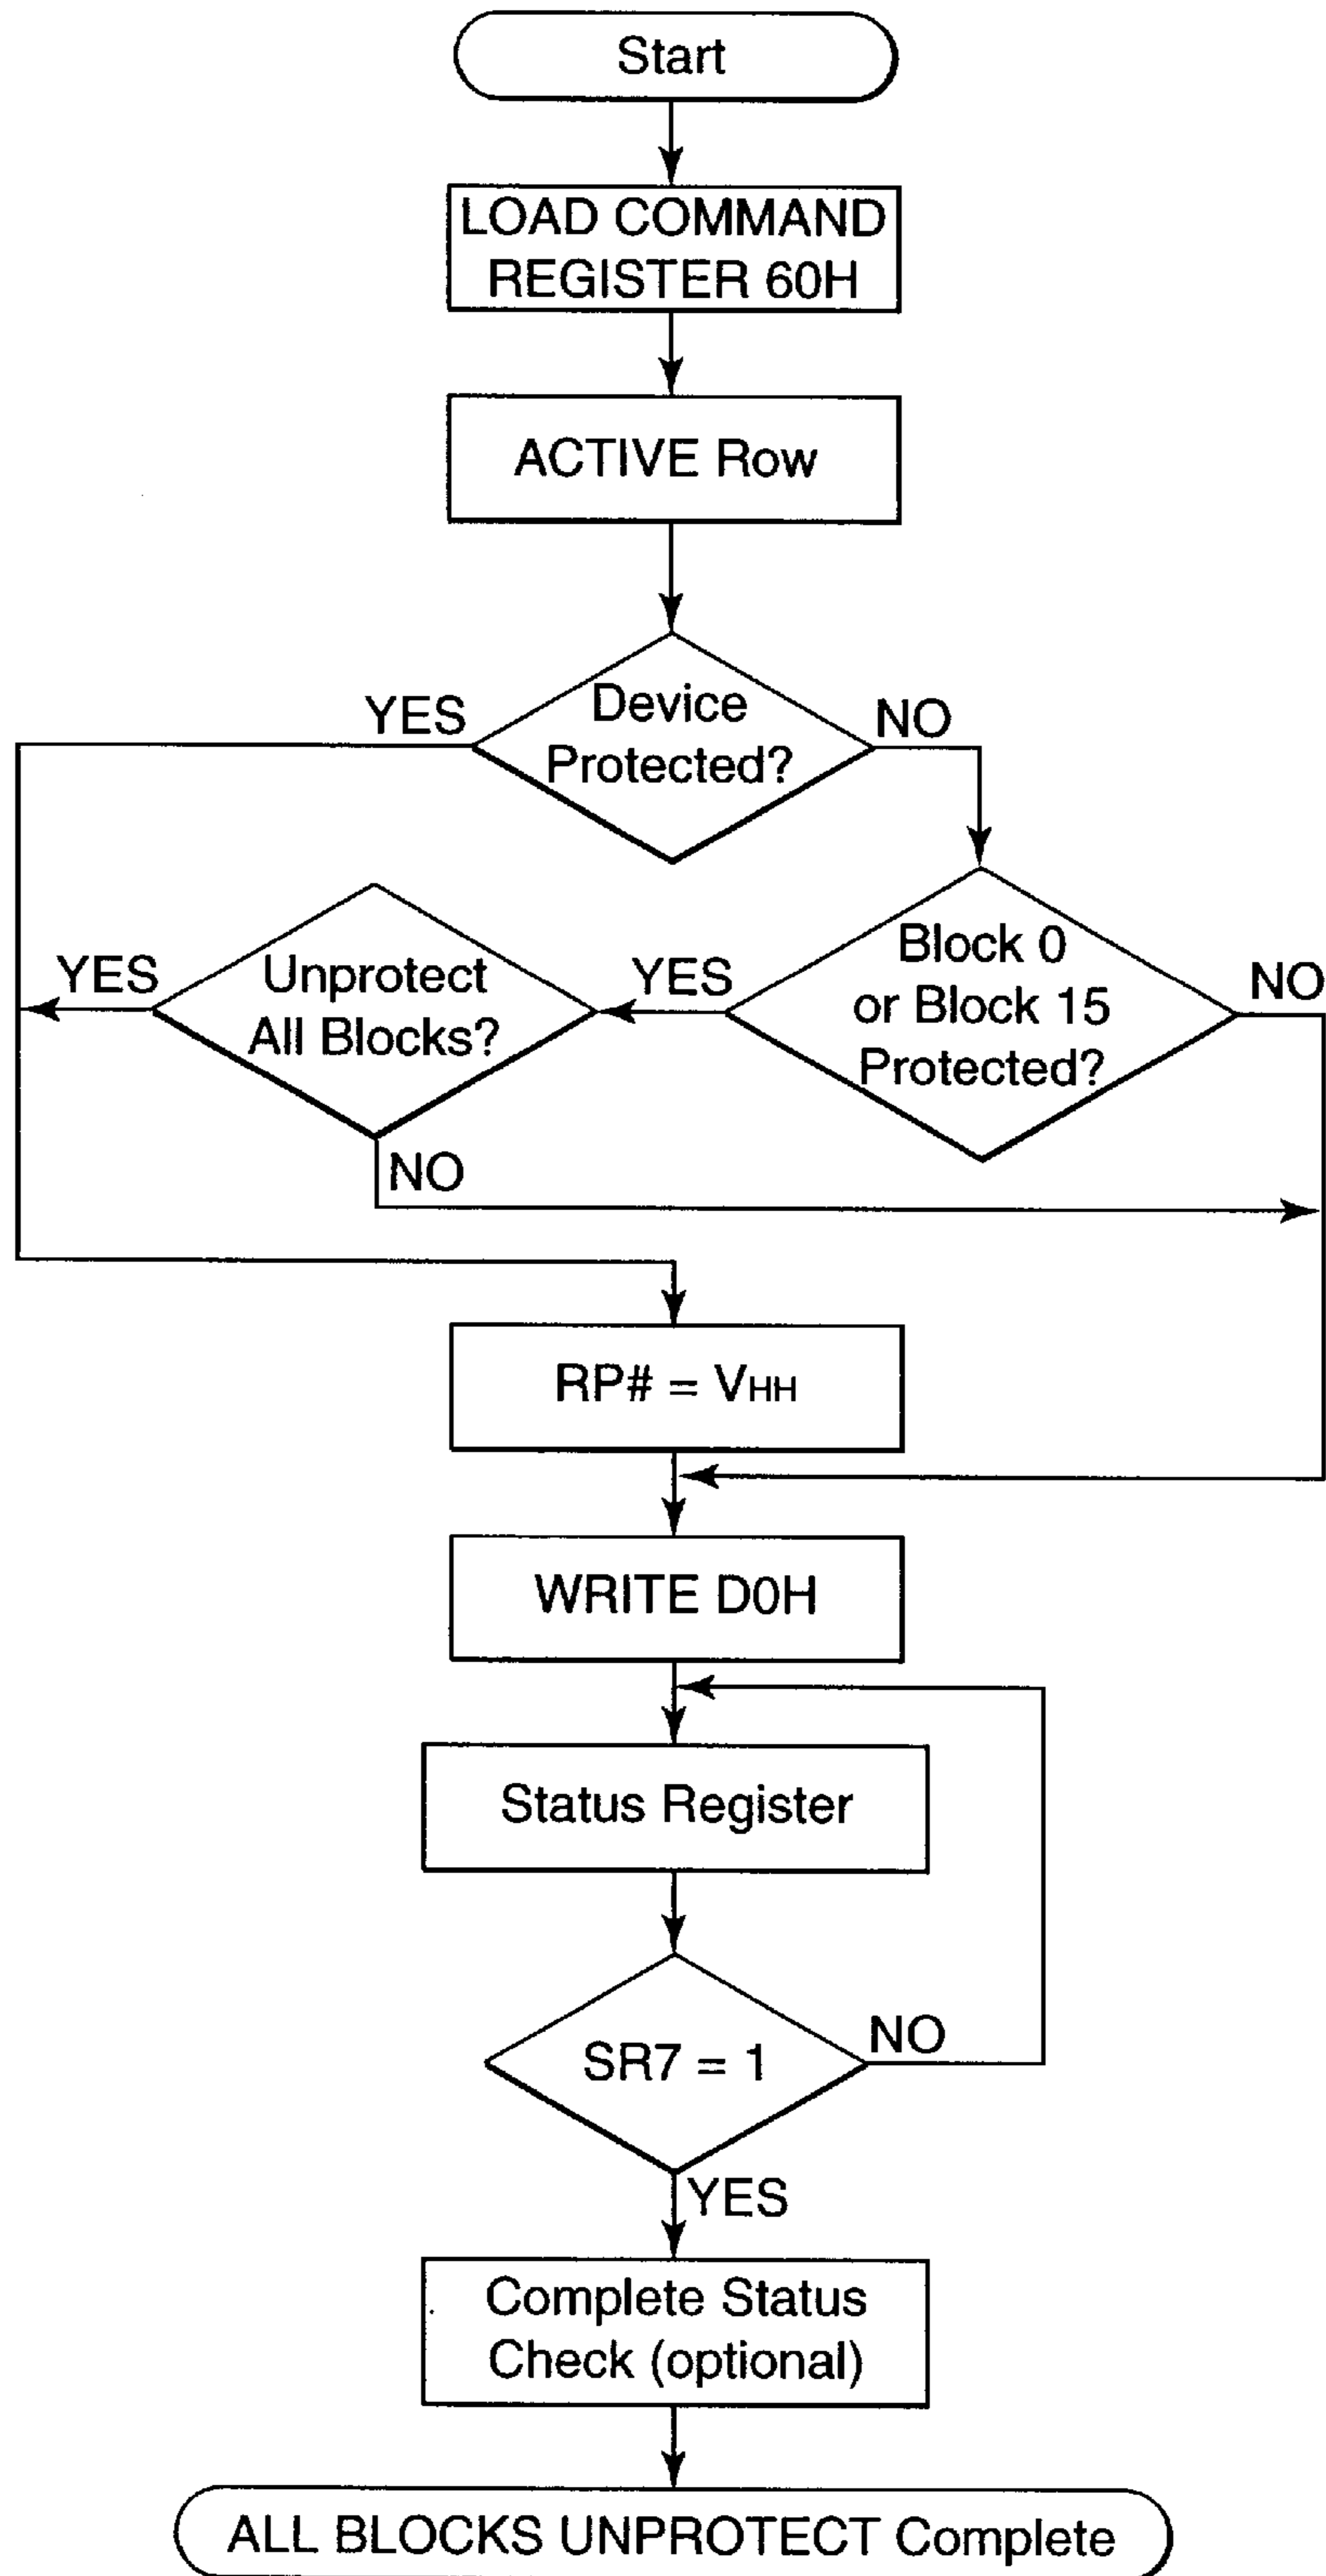 Start
LOAD COMMAND
REGISTER 60H
ACTIVE Row
YES
Device
Protected?
NO
YES
Unprotect
All Blocks?
YES
Block 0
or Block 15
Protected?
NO
NO
RP# = VHH
WRITE D0H
Status Register
SR7 = 1
NO
YES
Complete Status
Check (optional)
ALL BLOCKS UNPROTECT Complete